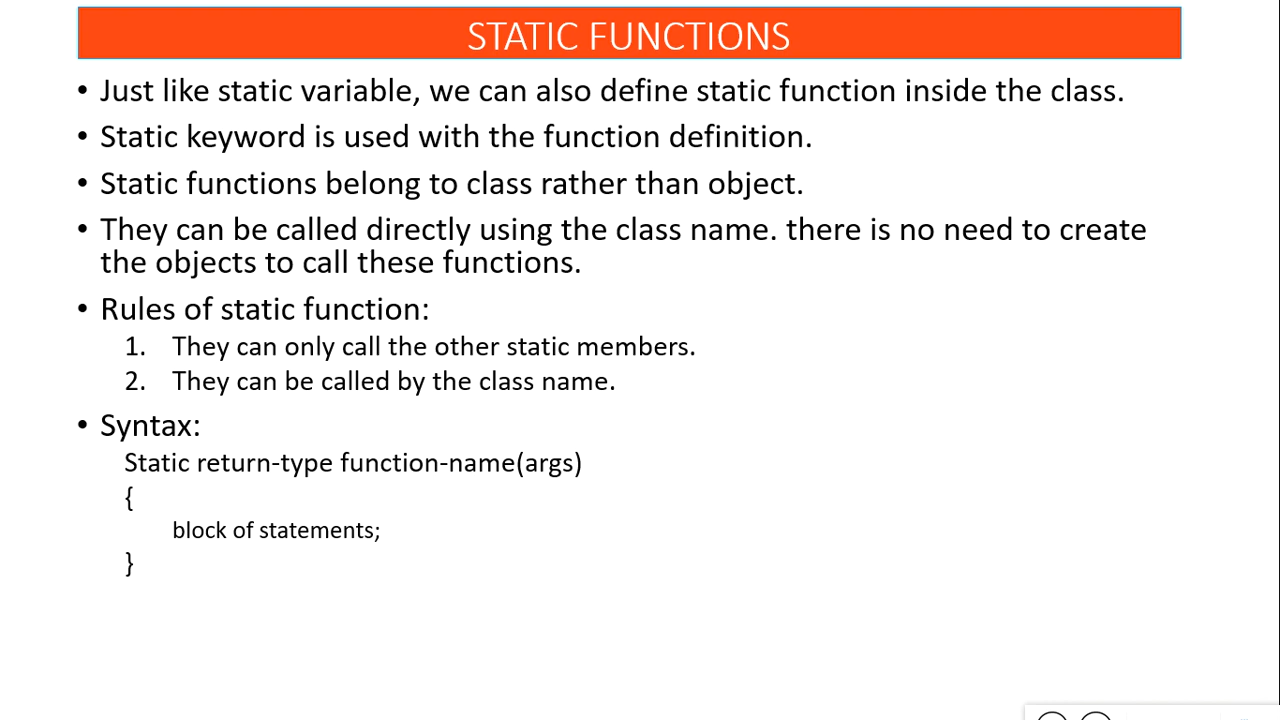 STATIC FUNCTIONS
• Just like static variable, we can also define static function inside the class.
• Static keyword is used with the function definition.
• Static functions belong to class rather than object.
• They can be called directly using the class name. there is no need to create
the objects to call these functions.
• Rules of static function:
1. They can only call the other static members.
2. They can be called by the class name.
• Syntax:
Static return-type function-name(args)
{
block of statements;
}